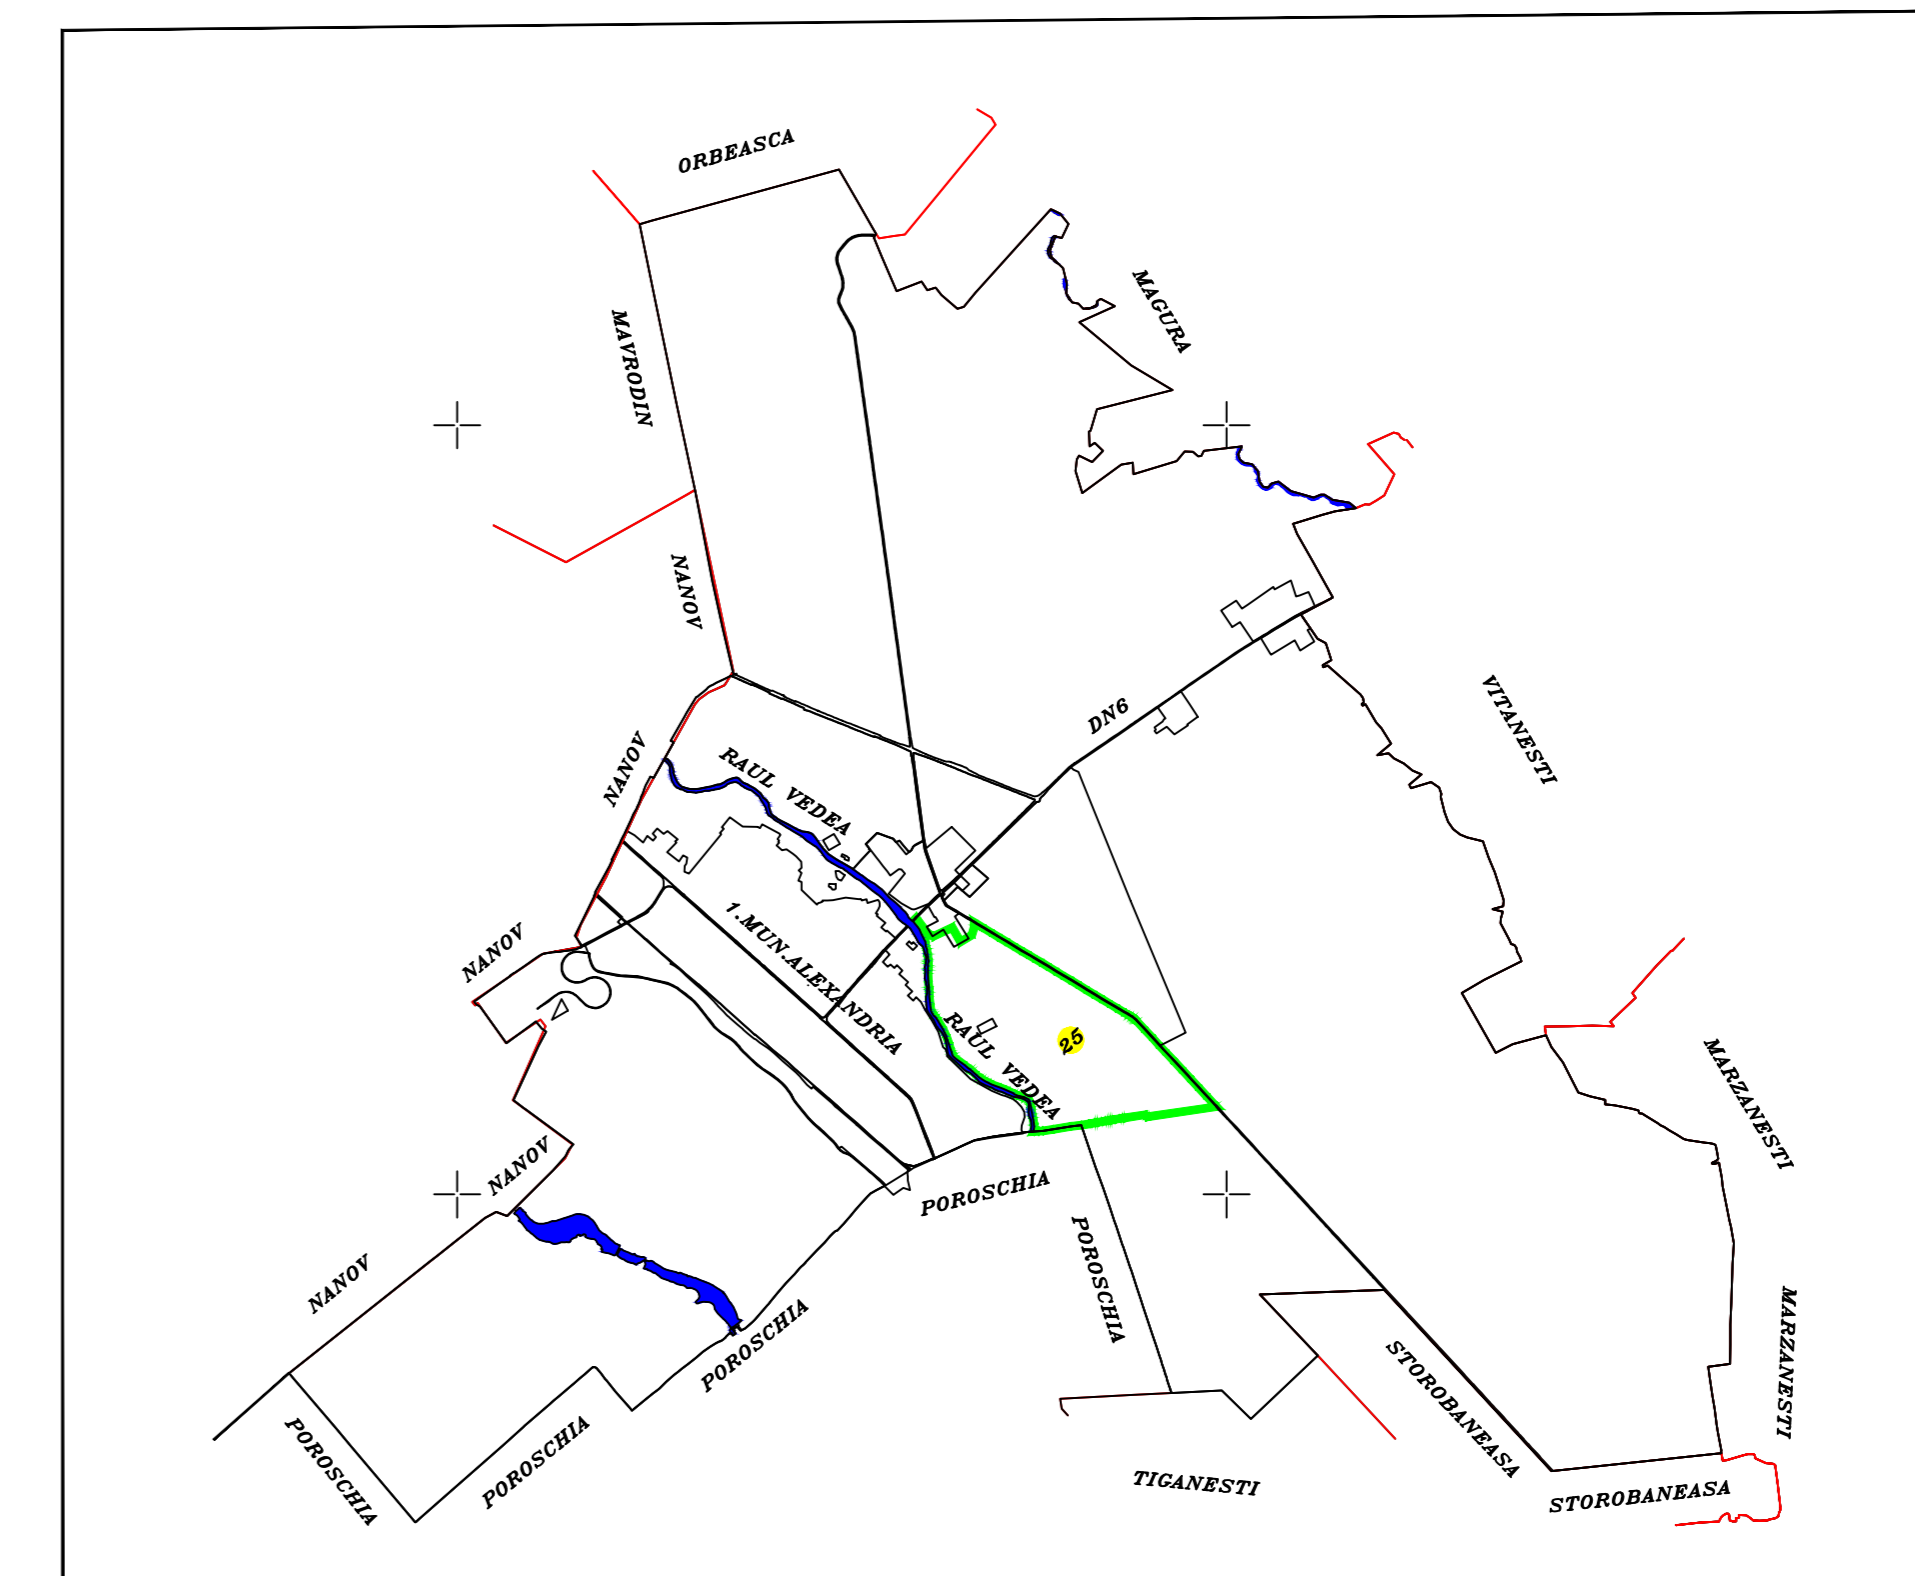 ORBEASCA
MAGURA
MAVRODIN
NANOV
VITANESTI
DN6
NANOV
RAUL VEDEA
NANOV
1.MUN.ALEXANDRIA
RAUL VEDEA
25
MARZANESTI
NANOV
POROSCHIA
POROSCHIA
NANOV
POROSCHIA
MARZANESTI
STOROBANEASA
POROSCHIA
POROSCHIA
TIGANESTI
STOROBANEASA